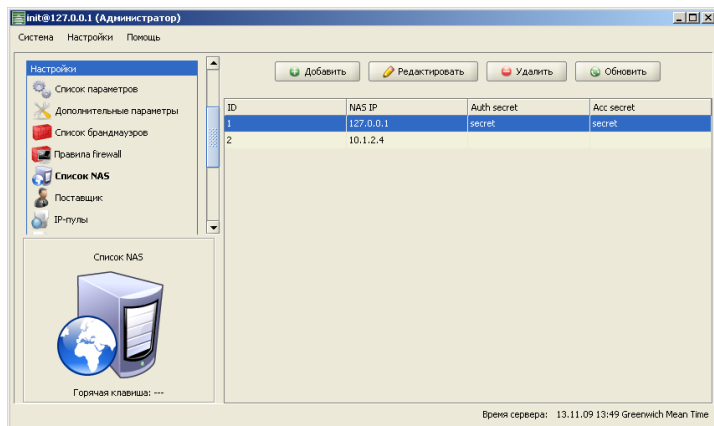 init@127.0.0.1 (Администратор)
Система Настройки Помощь
Настройки
Список параметров
Дополнительные параметры
Список брандмауэров
Правила firewall
Список NAS
Поставщик
IP-пулы
Список NAS
Горячая клавиша: ---
Добавить Редактировать Удалить Обновить
ID NAS IP Auth secret Acc secret
1 127.0.0.1 secret secret
2 10.1.2.4
Время сервера: 13.11.09 13:49 Greenwich Mean Time